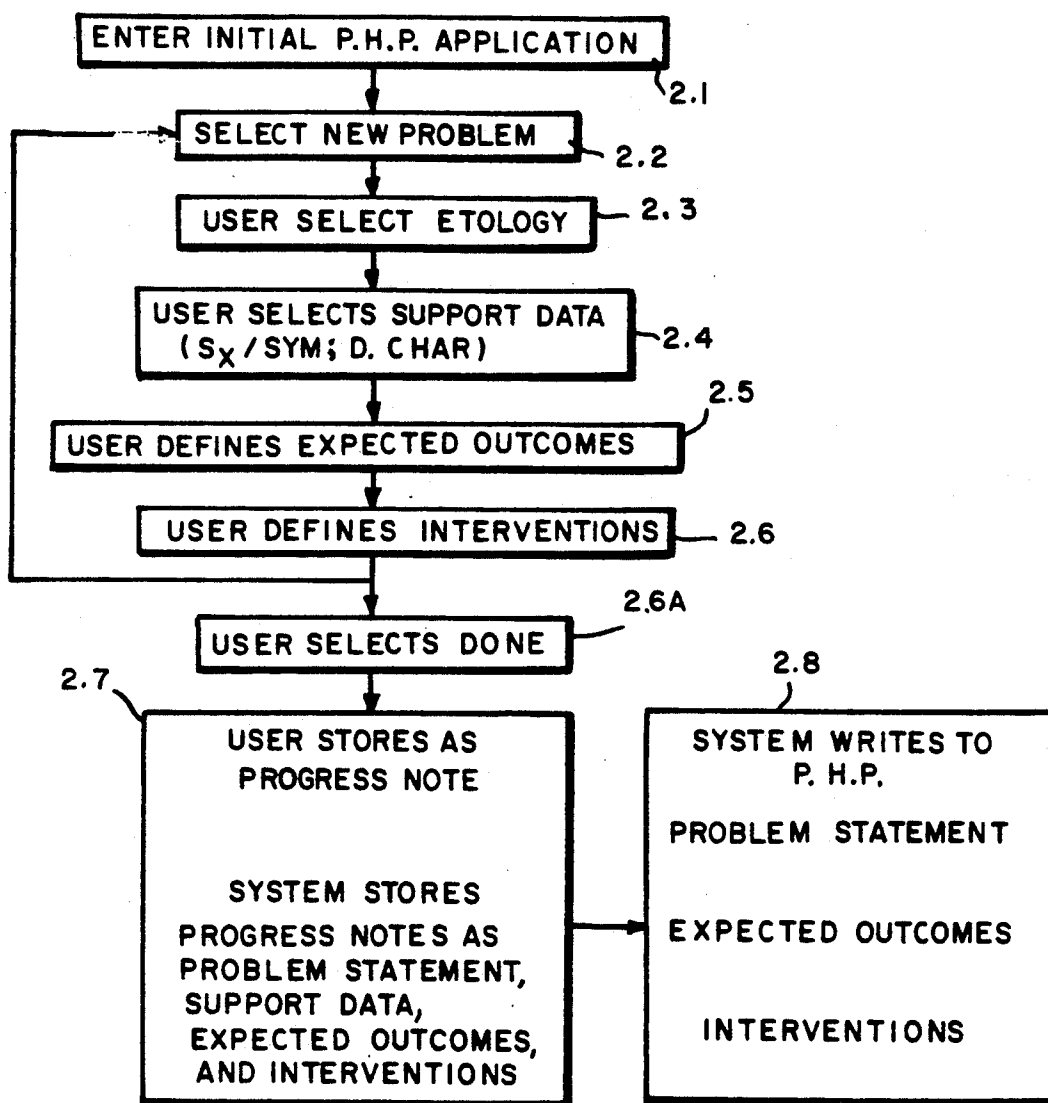 ENTER INITIAL P.H.P. APPLICATION
2.1
SELECT NEW PROBLEM
2.2
USER SELECT ETOLOGY
2.3
USER SELECTS SUPPORT DATA
(SX/SYM; D. CHAR)
2.4
2.5
USER DEFINES EXPECTED OUTCOMES
USER DEFINES INTERVENTIONS
2.6
2.6A
USER SELECTS DONE
2.7
USER STORES AS
PROGRESS NOTE
SYSTEM STORES
PROGRESS NOTES AS
PROBLEM STATEMENT,
SUPPORT DATA,
EXPECTED OUTCOMES,
AND INTERVENTIONS
2.8
SYSTEM WRITES TO
P. H.P.
PROBLEM STATEMENT
EXPECTED OUTCOMES
INTERVENTIONS